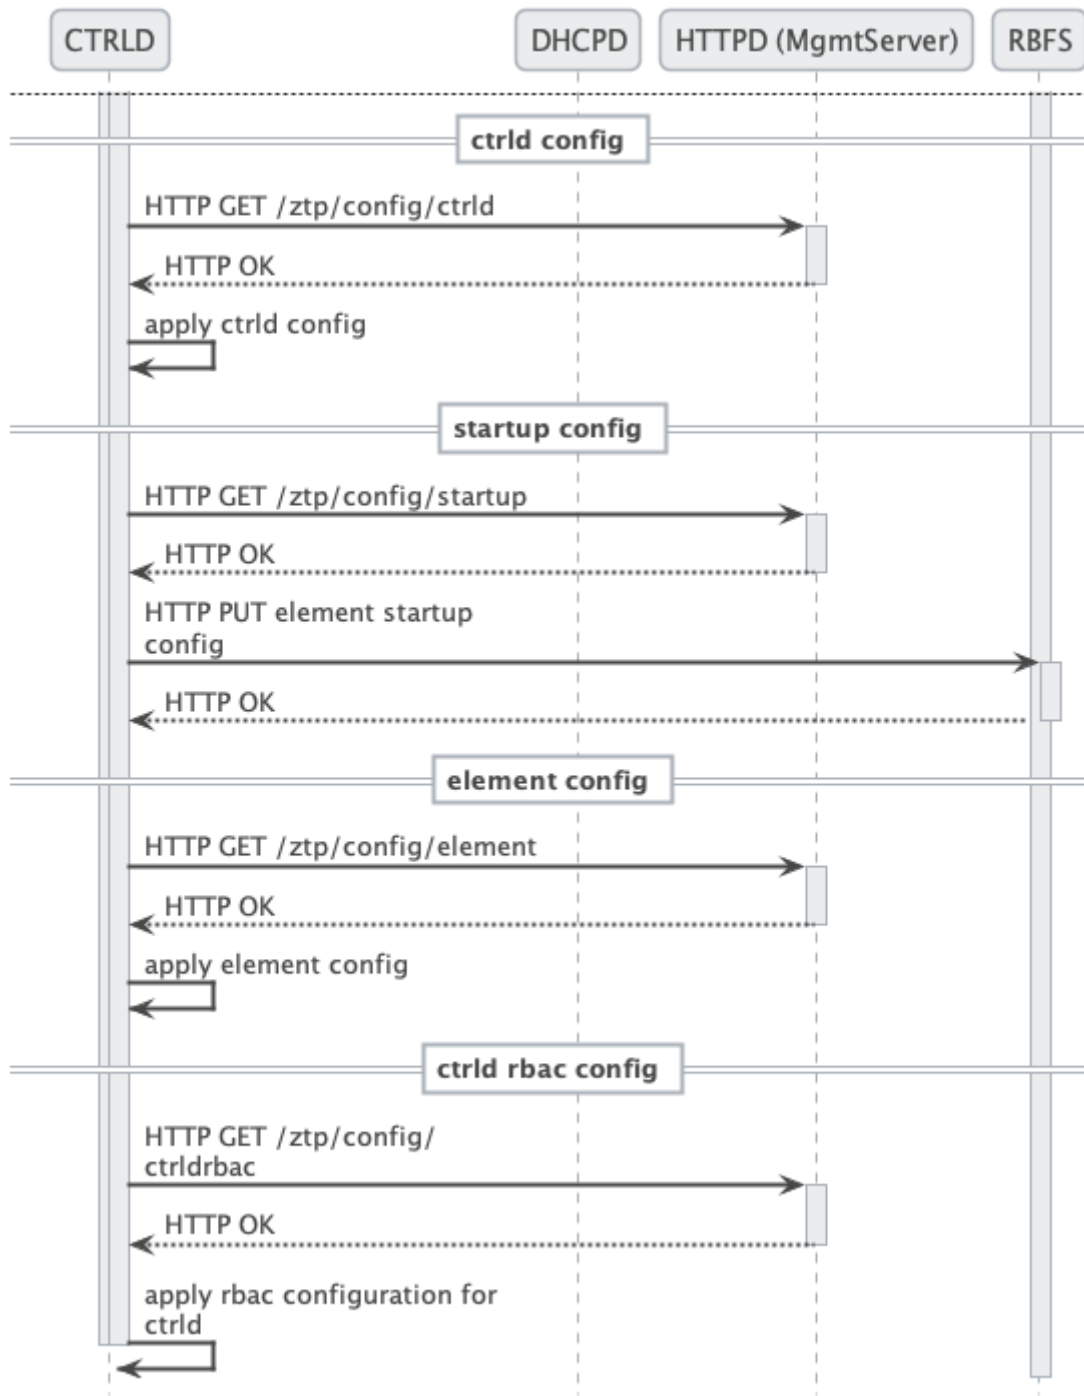 CTRLD
DHCPD
HTTPD (MgmtServer)
RBFS
ctrld config
HTTP GET /ztp/config/ctrld
HTTP OK
apply ctrld config
startup config
HTTP GET /ztp/config/startup
HTTP OK
HTTP PUT element startup
config
HTTP OK
element config
HTTP GET /ztp/config/element
HTTP OK
apply element config
ctrld rbac config
HTTP GET /ztp/config/
ctrldrbac
HTTP OK
apply rbac configuration for
ctrld